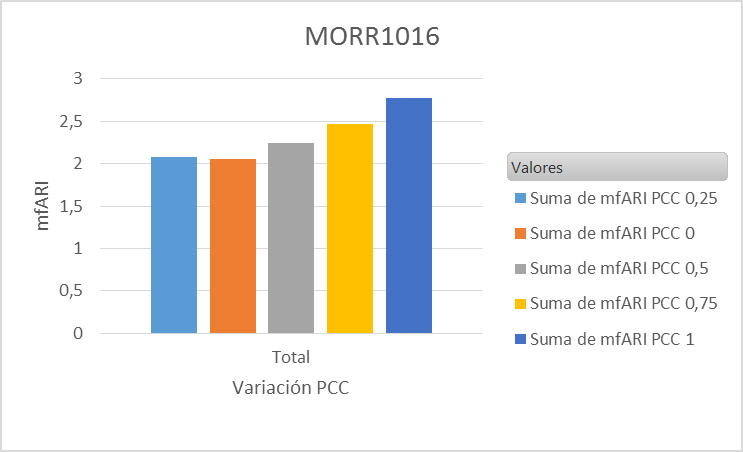 MORR1016
3
2,5
2
1,5
1
0,5
0
mfARI
Total
Variación PCC
Valores
Suma de mfARI PCC 0,25
Suma de mfARI PCC 0
Suma de mfARI PCC 0,5
Suma de mfARI PCC 0,75
Suma de mfARI PCC 1